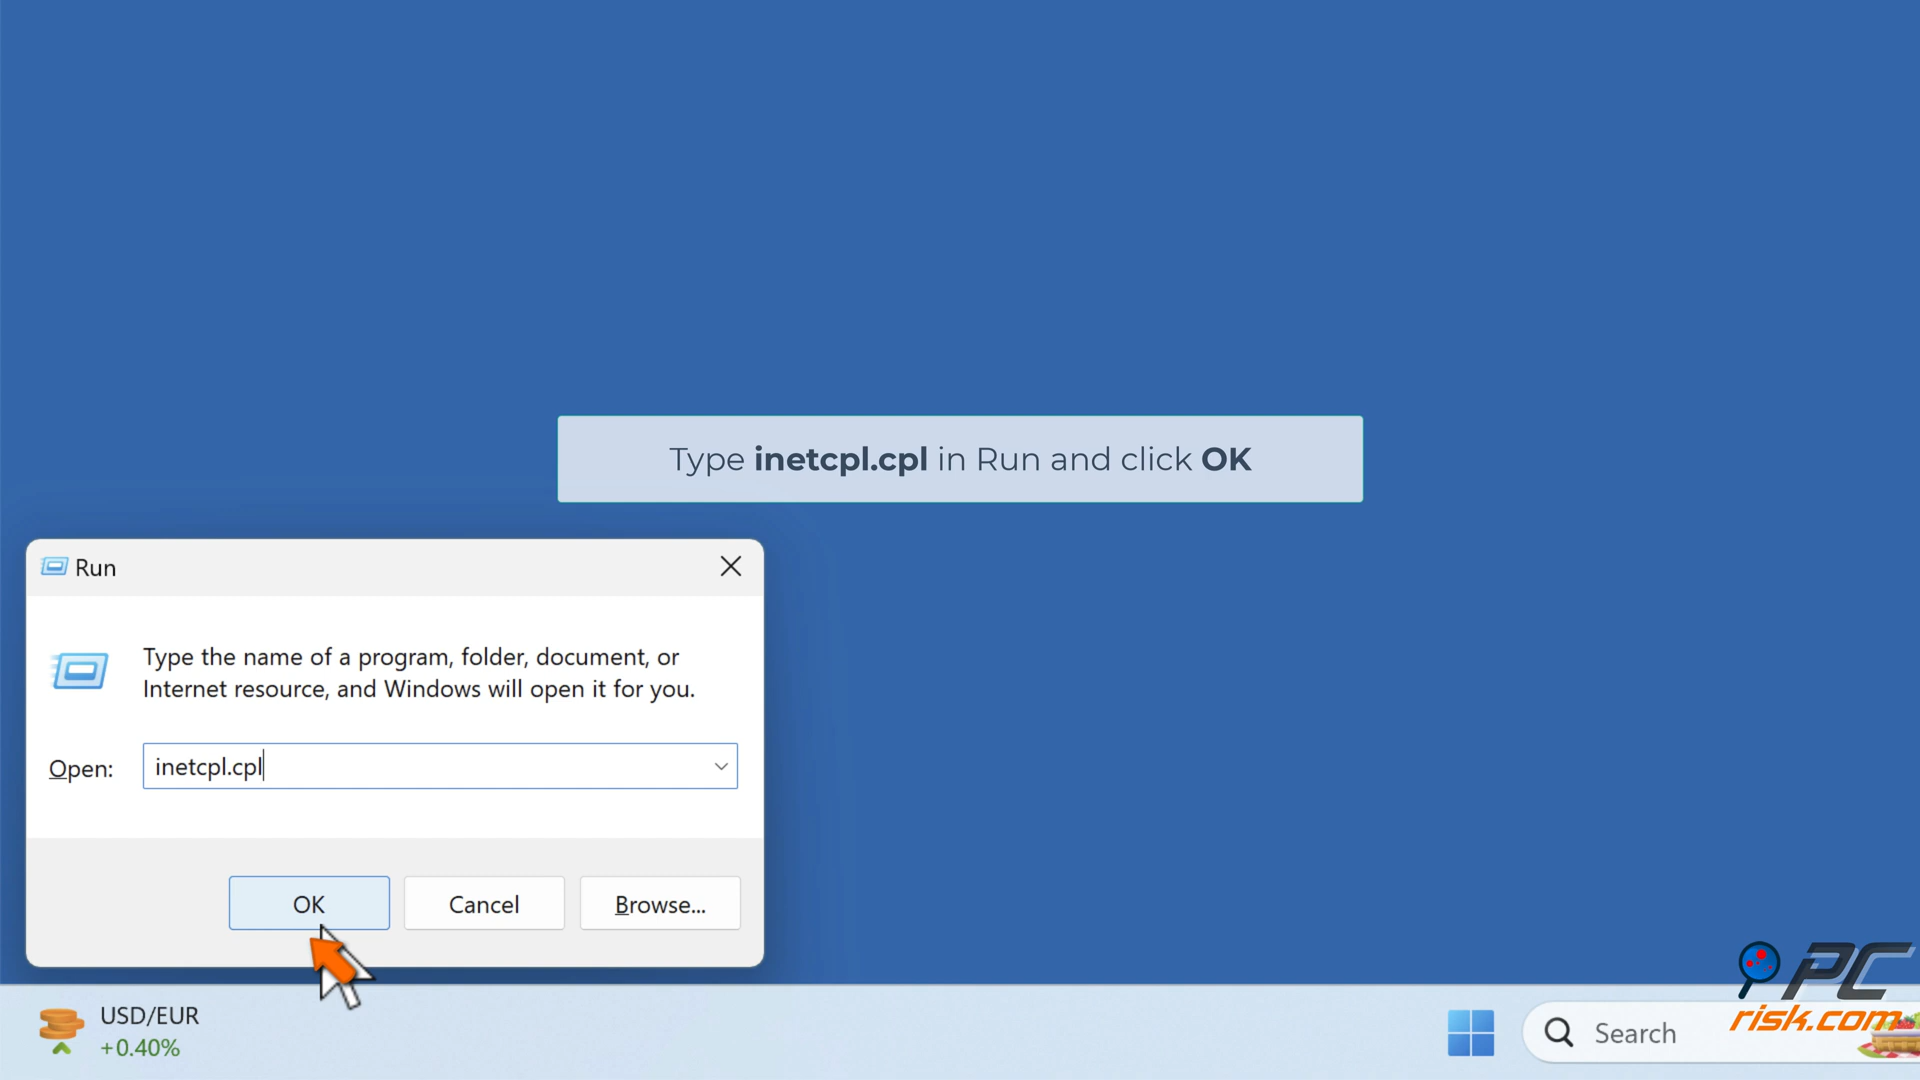 Type inetcpl.cpl in Run and click OK
Run
Type the name of a program, folder, document, or
Internet resource, and Windows will open it for you.
Open: inetcpl.cpl
OK Cancel Browse...
USD/EUR
+0.40%
Search
PC
risk.com